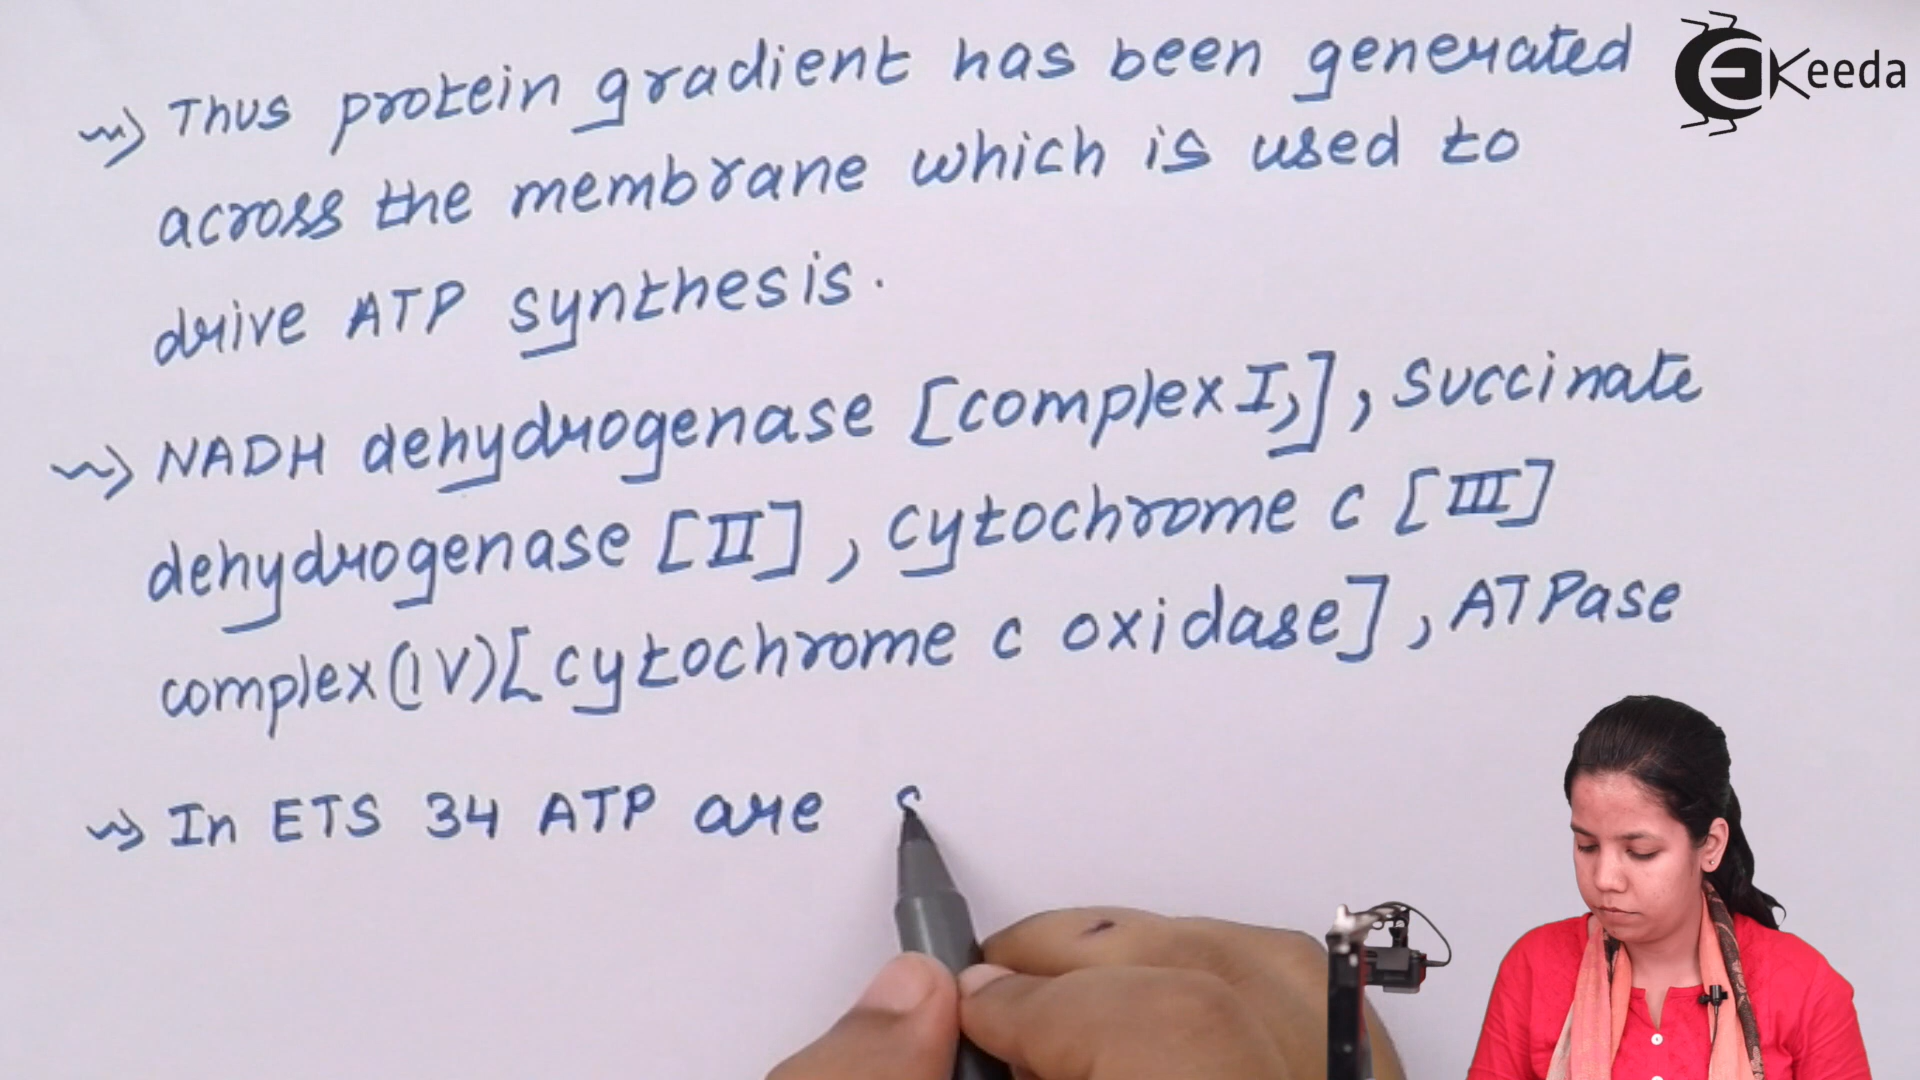 Thus protein gradient has been generated
across the membrane which is used to
drive ATP synthesis.
NADH dehydrogenase [complex I,], Succinate
dehydrogenase [II], cytochrome c [III]
complex(IV)[cytochrome c oxidase], ATPase
In ETS 34 ATP are s
EKeeda